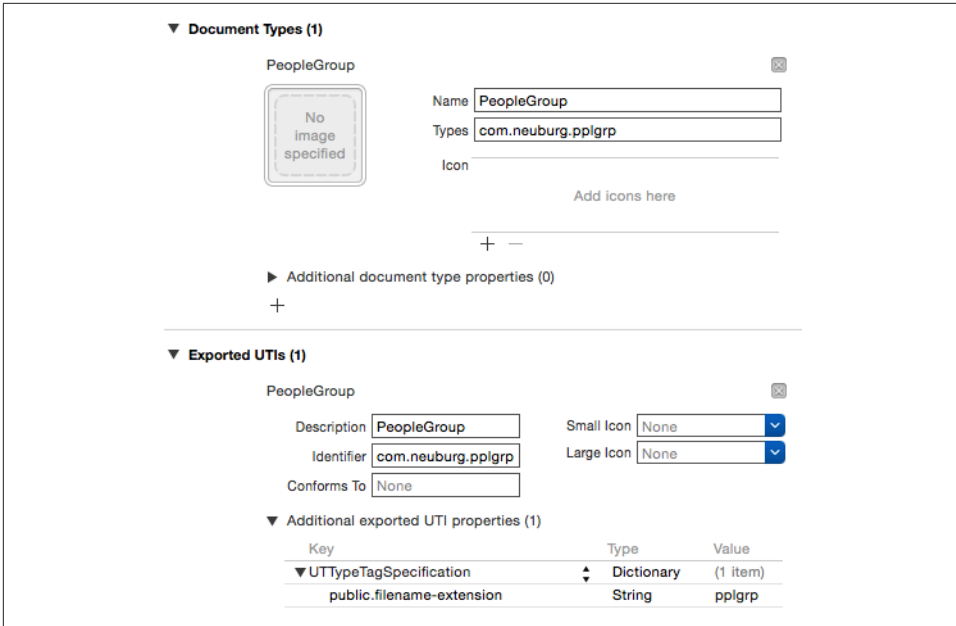 Document Types (1)
PeopleGroup
No
image
specified
Name PeopleGroup
Types com.neuburg.pplgrp
Icon
Add icons here
Additional document type properties (0)
Exported UTIs (1)
PeopleGroup
Description PeopleGroup Small Icon None
Identifier com.neuburg.pplgrp Large Icon None
Conforms To None
Additional exported UTI properties (1)
Key Type Value
UTTypeTagSpecification Dictionary (1 item)
public.filename-extension String pplgrp